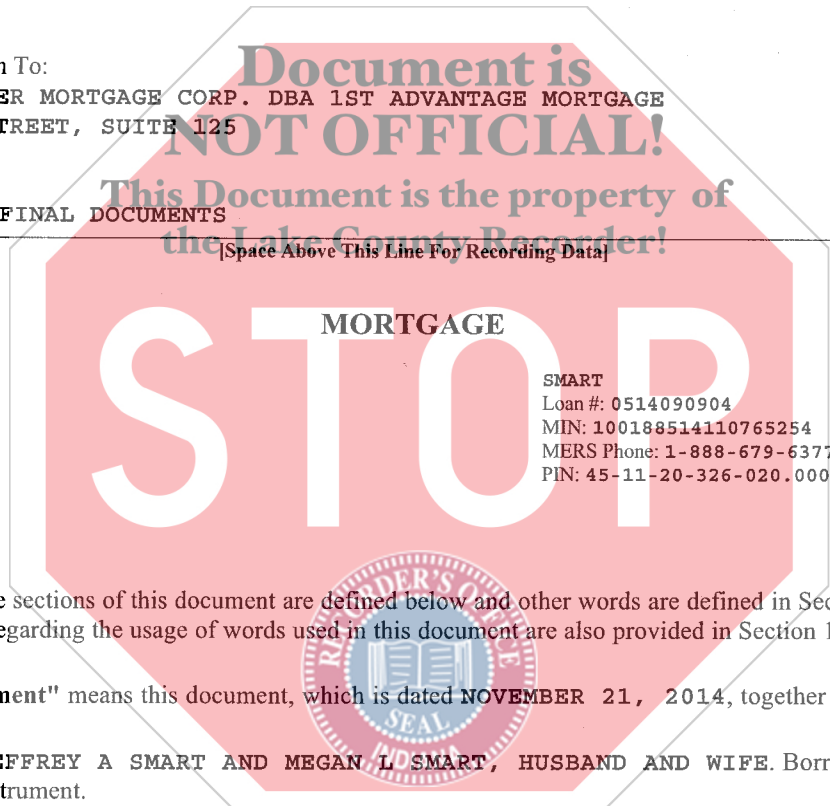 n To:
ER MORTGAGE CORP. DBA 1ST ADVANTAGE MORTGAGE
TREET, SUITE 125
FINAL DOCUMENTS
Document is
NOT OFFICIAL!
This Document is the property of
the Lake County Recorder!
[Space Above This Line For Recording Data]
MORTGAGE
STOP
SMART
Loan #: 0514090904
MIN: 100188514110765254
MERS Phone: 1-888-679-6377
PIN: 45-11-20-326-020.000
e sections of this document are defined below and other words are defined in Sec
egarding the usage of words used in this document are also provided in Section 1
ment" means this document, which is dated NOVEMBER 21, 2014, together
EFFREY A SMART AND MEGAN L SMART, HUSBAND AND WIFE. Borr
trument.
RECORDER'S OFFICE
SEAL
INDIANA